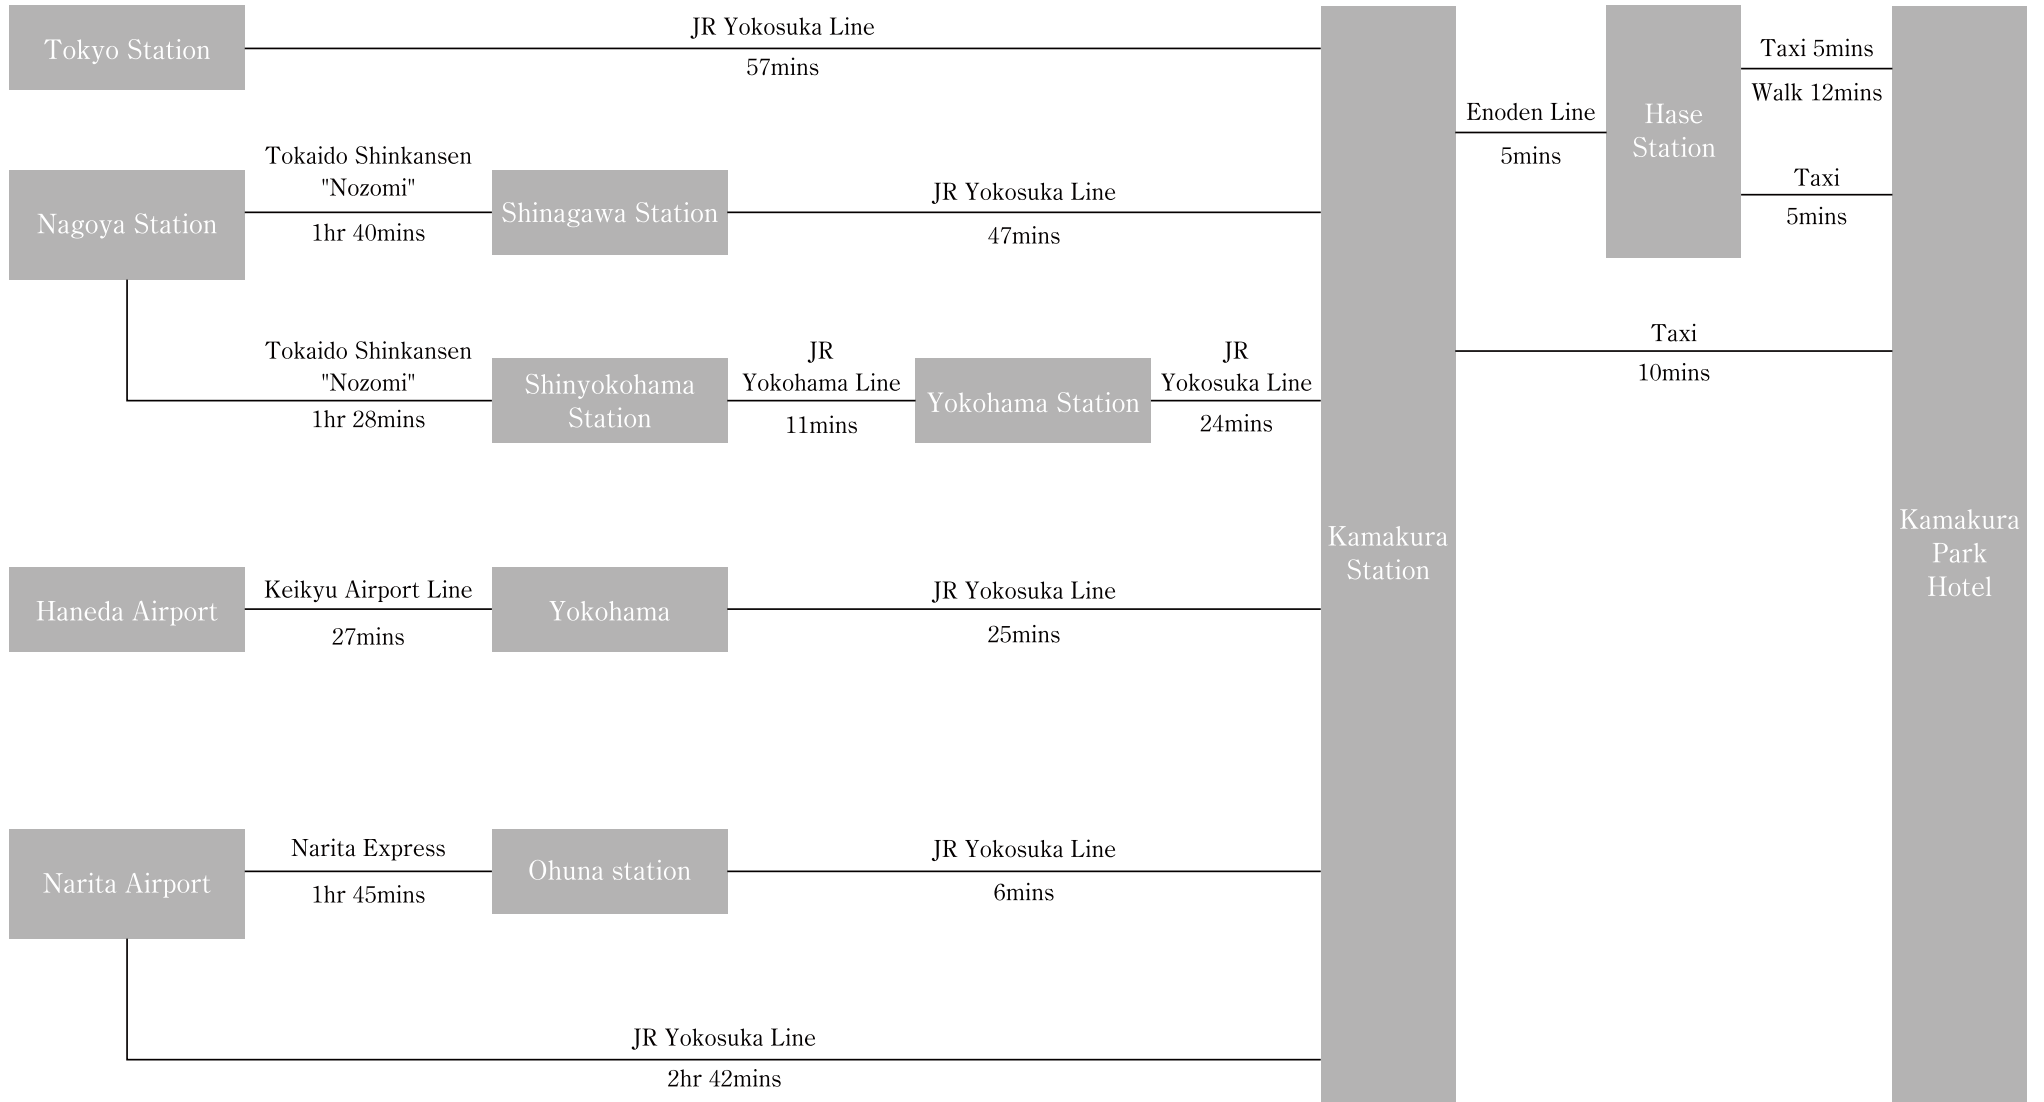 Tokyo Station
JR Yokosuka Line
57mins
Nagoya Station
Tokaido Shinkansen
"Nozomi"
1hr 40mins
Shinagawa Station
JR Yokosuka Line
47mins
Tokaido Shinkansen
"Nozomi"
1hr 28mins
Shinyokohama
Station
JR
Yokohama Line
11mins
Yokohama Station
JR
Yokosuka Line
24mins
Haneda Airport
Keikyu Airport Line
27mins
Yokohama
JR Yokosuka Line
25mins
Narita Airport
Narita Express
1hr 45mins
Ohuna station
JR Yokosuka Line
6mins
JR Yokosuka Line
2hr 42mins
Kamakura
Station
Enoden Line
5mins
Hase
Station
Taxi 5mins
Walk 12mins
Taxi
5mins
Taxi
10mins
Kamakura
Park
Hotel